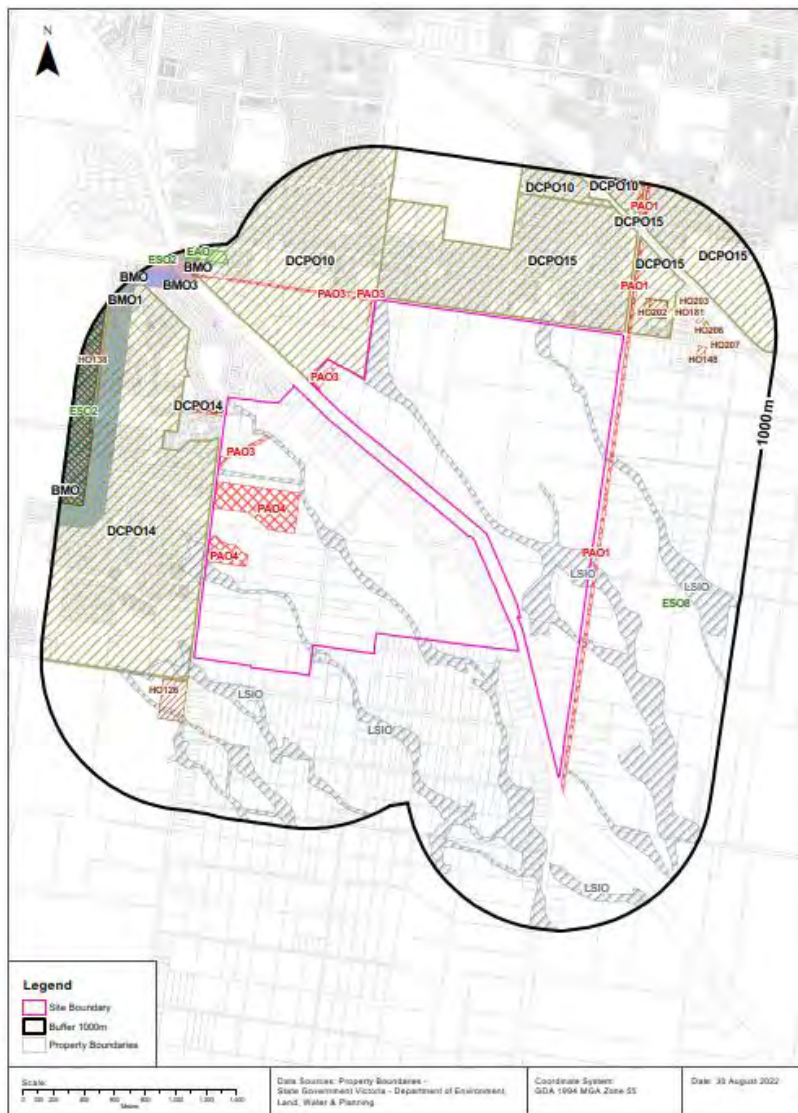 N
DCPO10
DCPO10
PAO1
DCPO15
DCPO15
ESO2
EAO
BMO
BMO
DCPO10
DCPO15
DCPO15
BMO3
PAO1
BMO1
PAO3
PAO3
HO203
HO202
HO181
HO206
HO207
HO148
HO138
PAO3
ESO2
DCPO14
1000m
PAO3
BMO
PAO4
DCPO14
PAO4
PAO1
LSIO
LSIO
ESO8
HO126
LSIO
LSIO
LSIO
Legend
Site Boundary
Buffer 1000m
Property Boundaries
Scale:
Metres
Data Sources: Property Boundaries -
State Government Victoria - Department of Environment,
Land, Water & Planning
Coordinate System:
GDA 1994 MGA Zone 55
Date: 30 August 2022